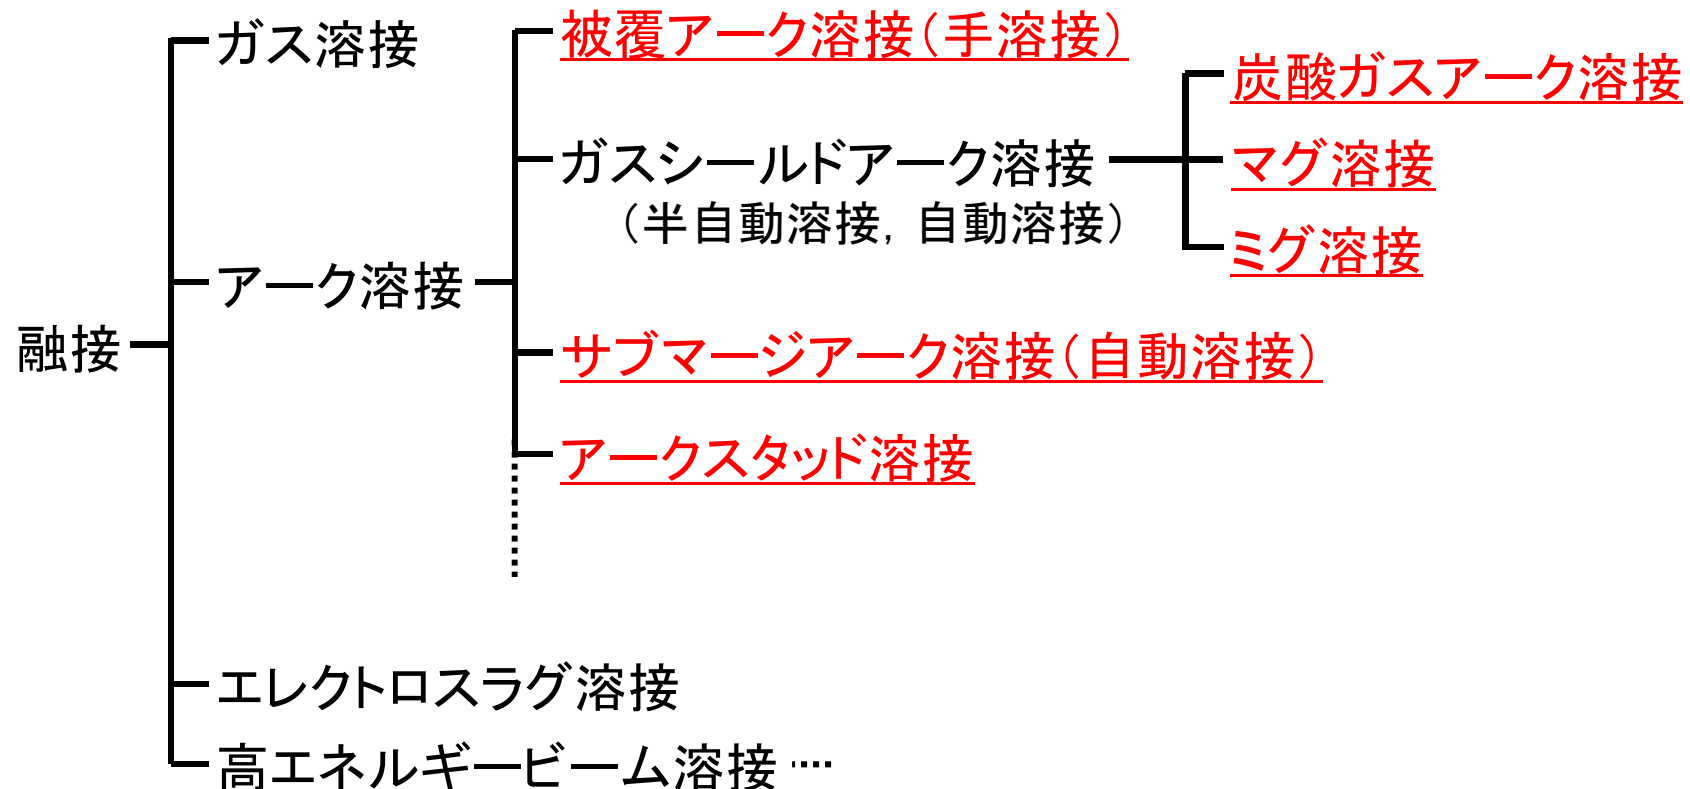 融接
ガス溶接
アーク溶接
被覆アーク溶接(手溶接)
ガスシールドアーク溶接
(半自動溶接, 自動溶接)
炭酸ガスアーク溶接
マグ溶接
ミグ溶接
サブマージアーク溶接(自動溶接)
アークスタッド溶接
エレクトロスラグ溶接
高エネルギービーム溶接 ····